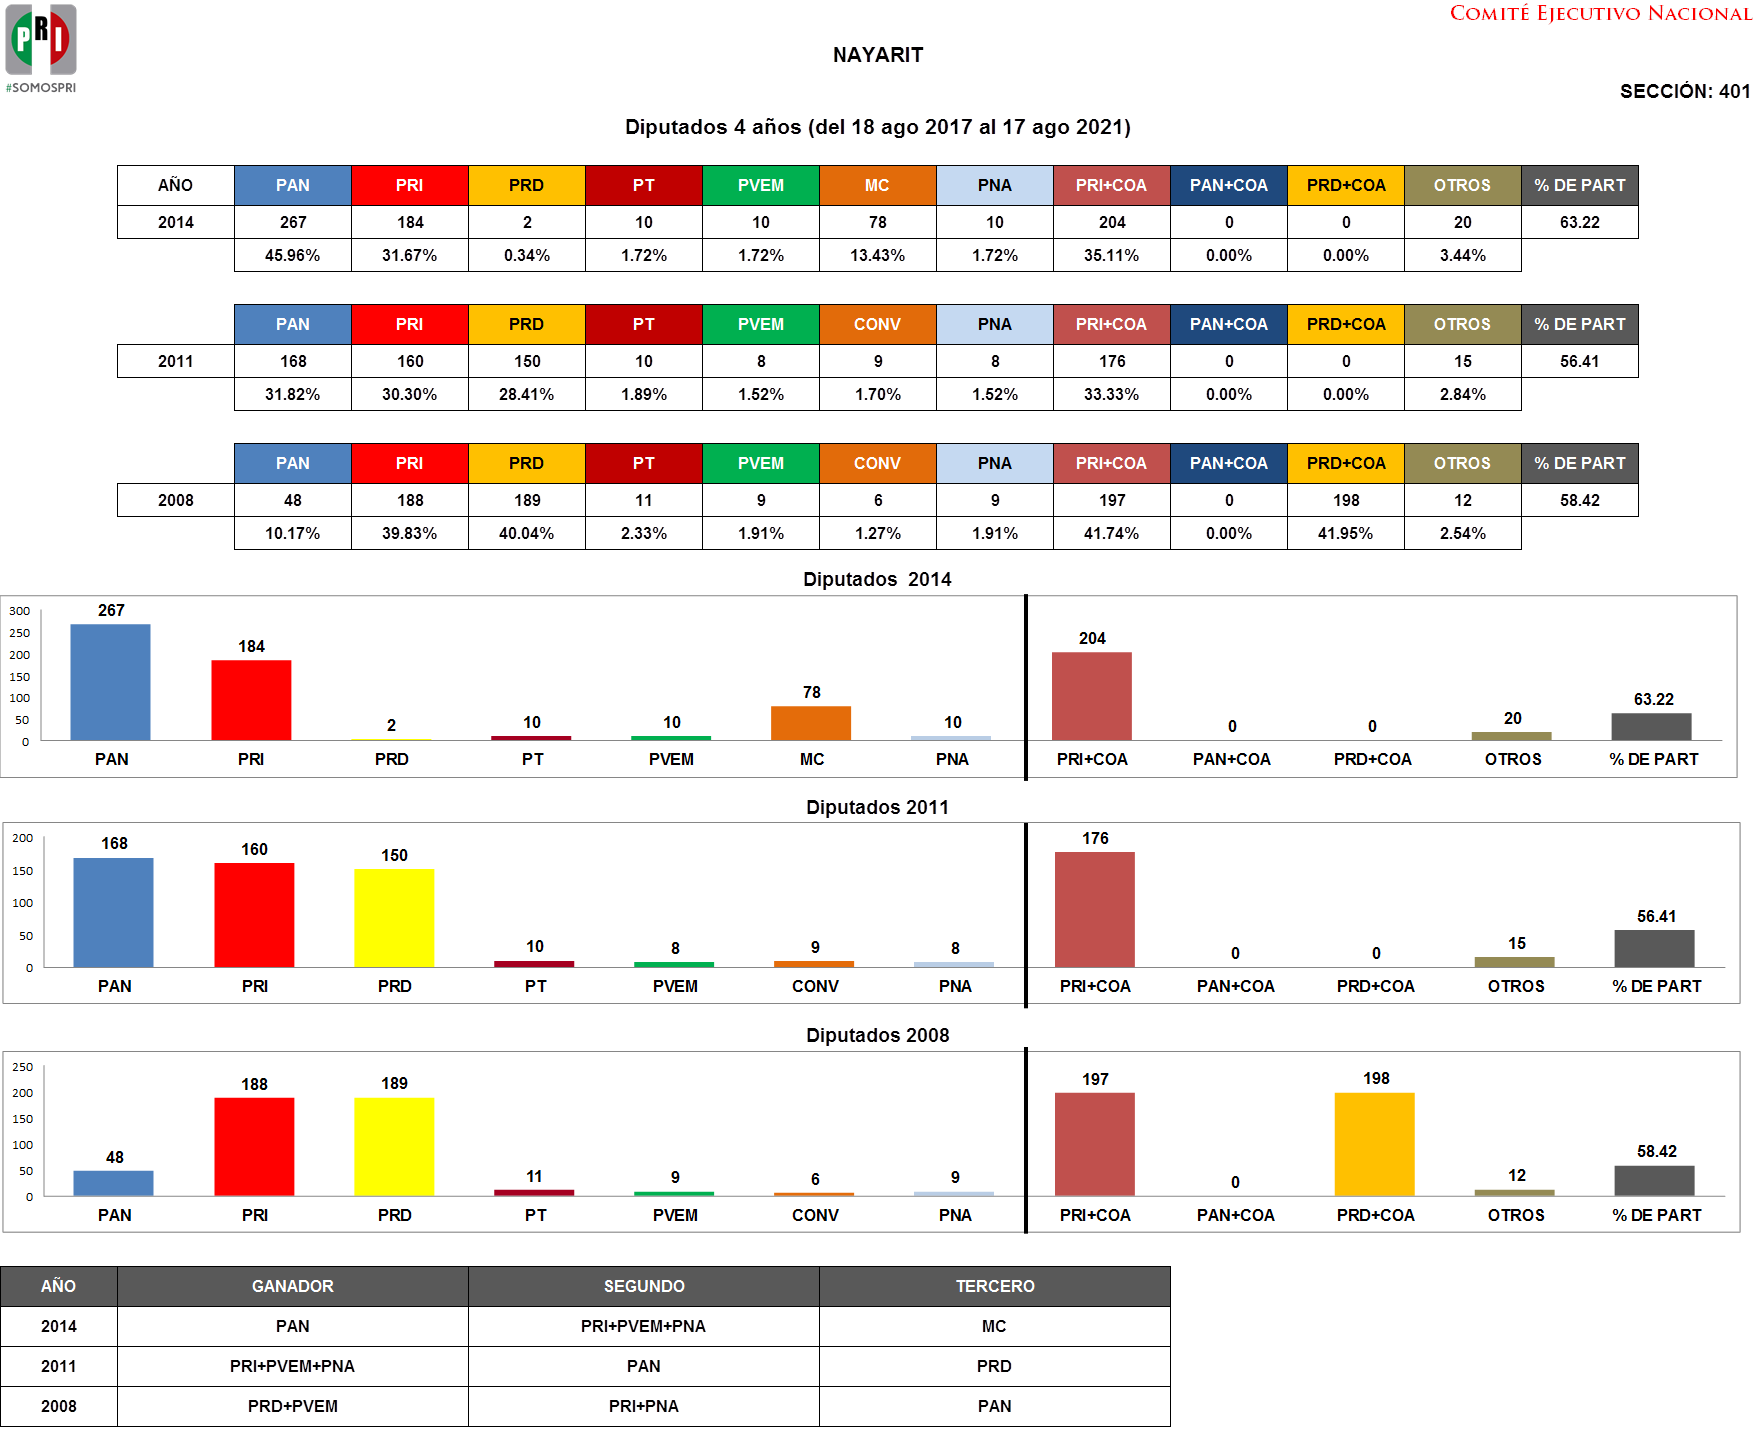 COMITÉ EJECUTIVO NACIONAL
PRI
#SOMOSPRI
NAYARIT
SECCIÓN: 401
Diputados 4 años (del 18 ago 2017 al 17 ago 2021)
AÑO PAN PRI PRD PT PVEM MC PNA PRI+COA PAN+COA PRD+COA OTROS % DE PART
2014 267 184 2 10 10 78 10 204 0 0 20 63.22
45.96% 31.67% 0.34% 1.72% 1.72% 13.43% 1.72% 35.11% 0.00% 0.00% 3.44%
PAN PRI PRD PT PVEM CONV PNA PRI+COA PAN+COA PRD+COA OTROS % DE PART
2011 168 160 150 10 8 9 8 176 0 0 15 56.41
31.82% 30.30% 28.41% 1.89% 1.52% 1.70% 1.52% 33.33% 0.00% 0.00% 2.84%
PAN PRI PRD PT PVEM CONV PNA PRI+COA PAN+COA PRD+COA OTROS % DE PART
2008 48 188 189 11 9 6 9 197 0 198 12 58.42
10.17% 39.83% 40.04% 2.33% 1.91% 1.27% 1.91% 41.74% 0.00% 41.95% 2.54%
Diputados 2014
300
250
200
150
100
50
0
267 184 2 10 10 78 10 204 0 0 20 63.22
PAN PRI PRD PT PVEM MC PNA PRI+COA PAN+COA PRD+COA OTROS % DE PART
Diputados 2011
200
150
100
50
0
168 160 150 10 8 9 8 176 0 0 15 56.41
PAN PRI PRD PT PVEM CONV PNA PRI+COA PAN+COA PRD+COA OTROS % DE PART
Diputados 2008
250
200
150
100
50
0
48 188 189 11 9 6 9 197 0 198 12 58.42
PAN PRI PRD PT PVEM CONV PNA PRI+COA PAN+COA PRD+COA OTROS % DE PART
AÑO GANADOR SEGUNDO TERCERO
2014 PAN PRI+PVEM+PNA MC
2011 PRI+PVEM+PNA PAN PRD
2008 PRD+PVEM PRI+PNA PAN